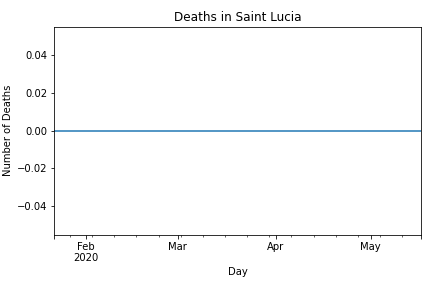 Deaths in Saint Lucia
Number of Deaths
0.04
0.02
0.00
−0.02
−0.04
Feb
2020
Mar
Apr
May
Day